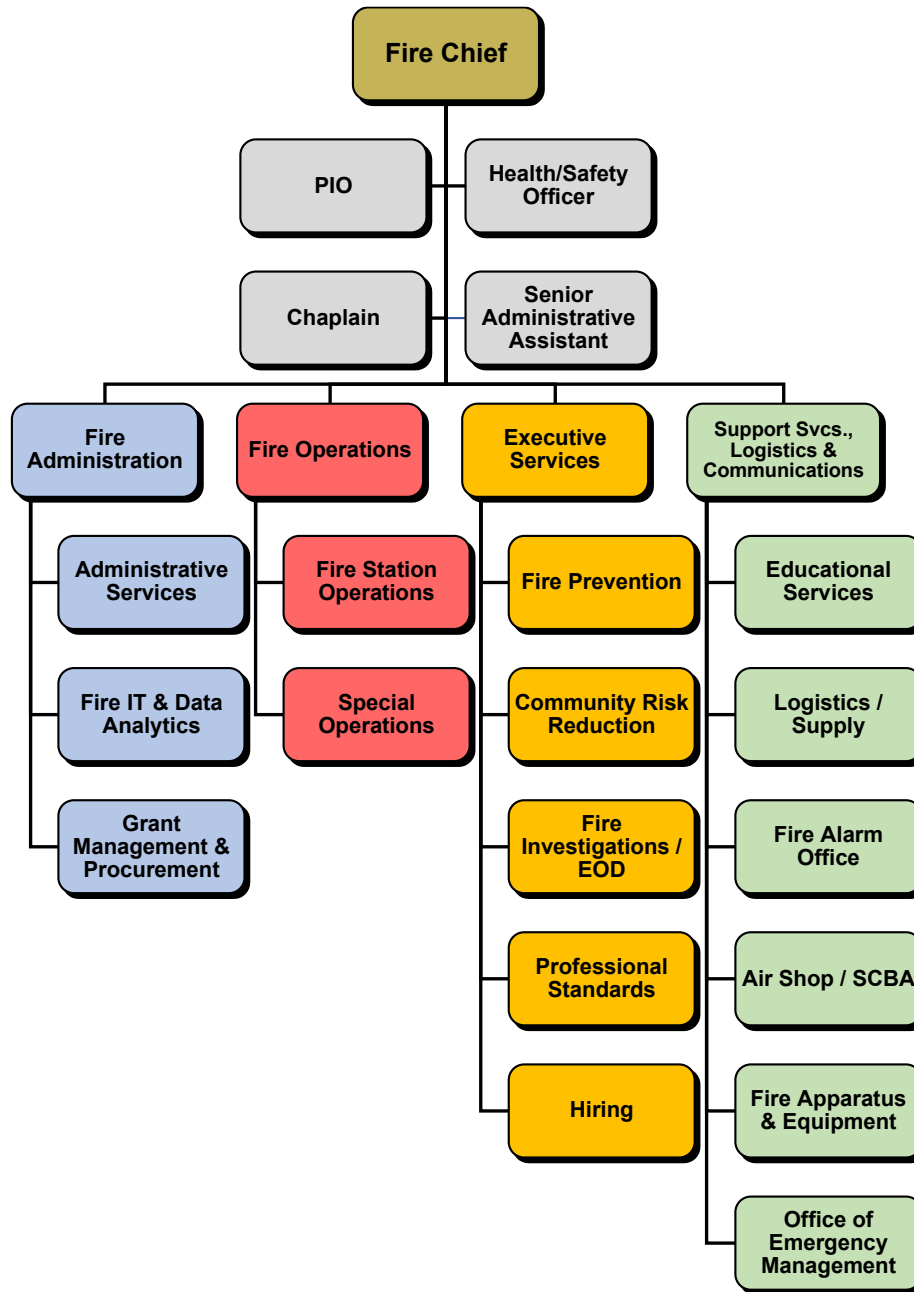 Fire Chief
PIO
Health/Safety
Officer
Chaplain
Senior
Administrative
Assistant
Fire
Administration
Fire Operations
Executive
Services
Support Svcs.,
Logistics &
Communications
Administrative
Services
Fire IT & Data
Analytics
Grant
Management &
Procurement
Fire Station
Operations
Special
Operations
Fire Prevention
Community Risk
Reduction
Fire
Investigations /
EOD
Professional
Standards
Hiring
Educational
Services
Logistics /
Supply
Fire Alarm
Office
Air Shop / SCBA
Fire Apparatus
& Equipment
Office of
Emergency
Management